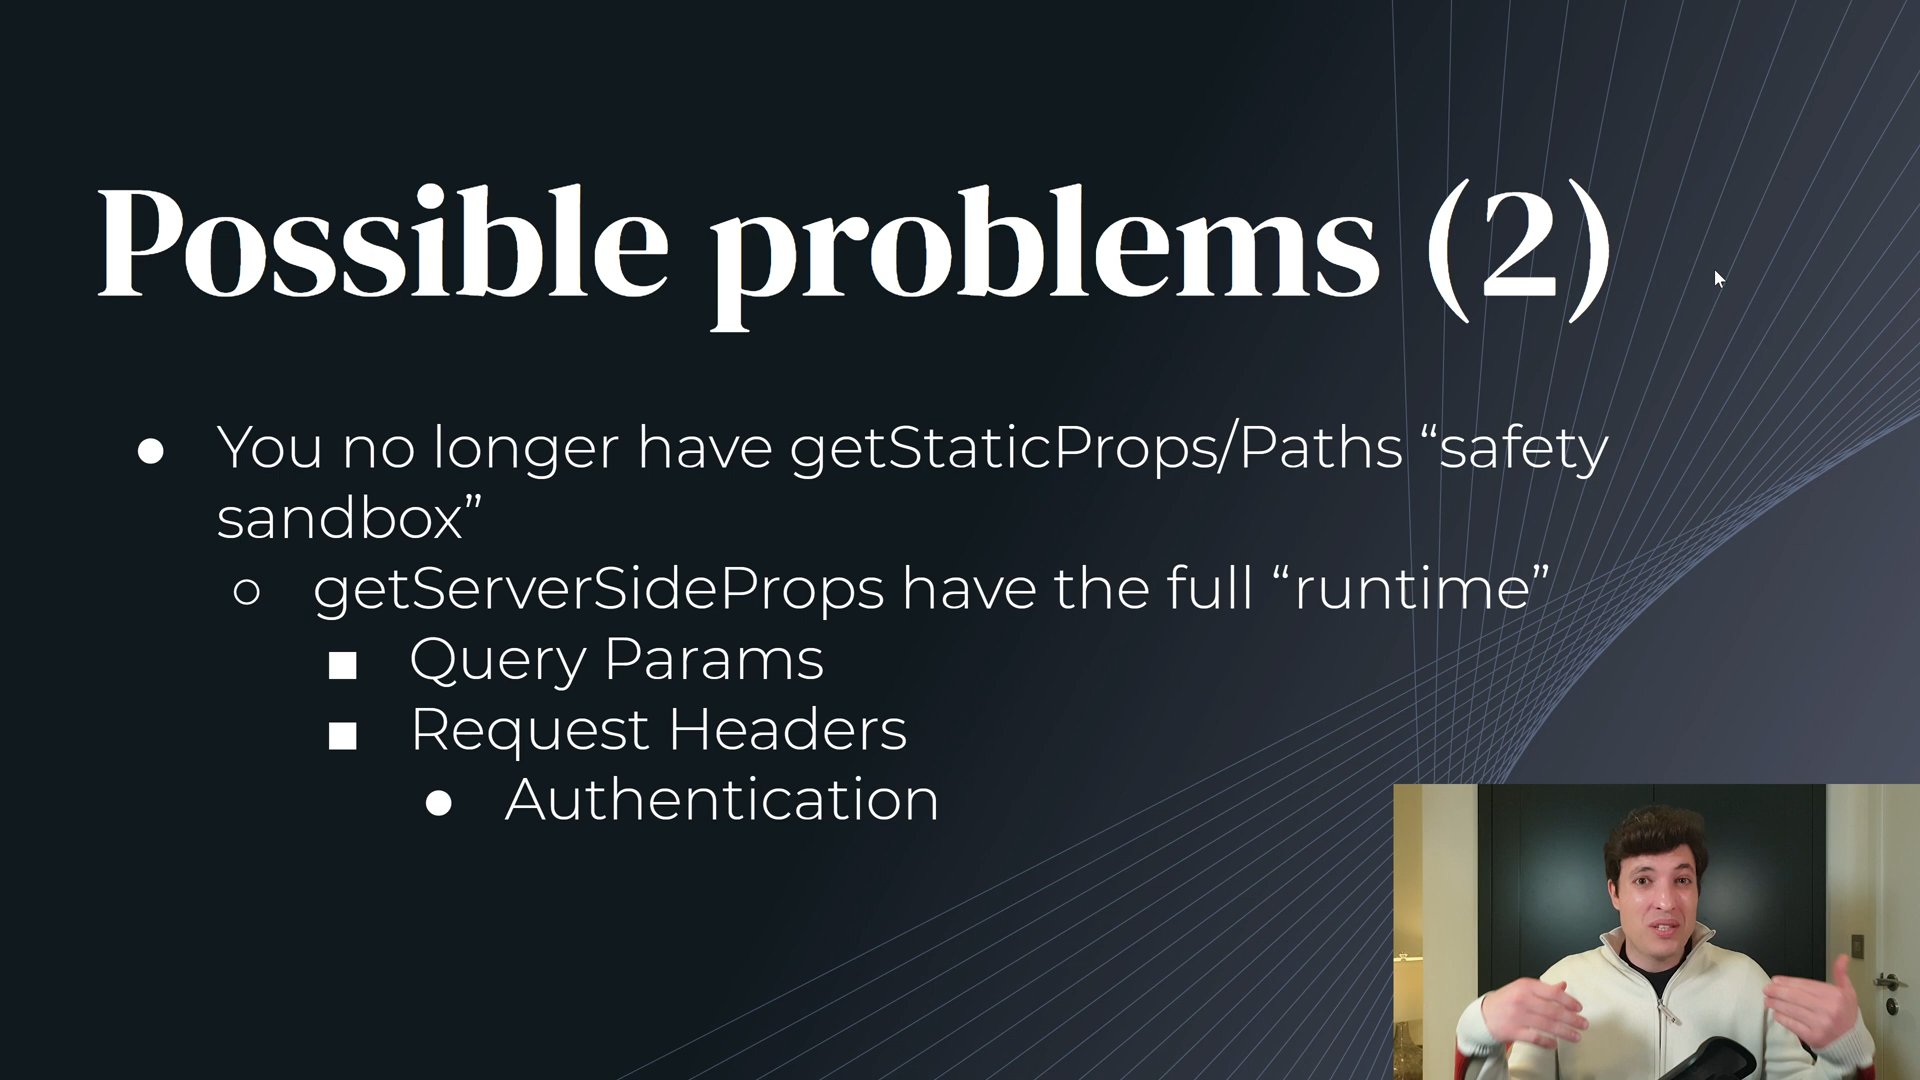 Possible problems (2)
● You no longer have getStaticProps/Paths “safety
sandbox”
○ getServerSideProps have the full “runtime”
■ Query Params
■ Request Headers
● Authentication